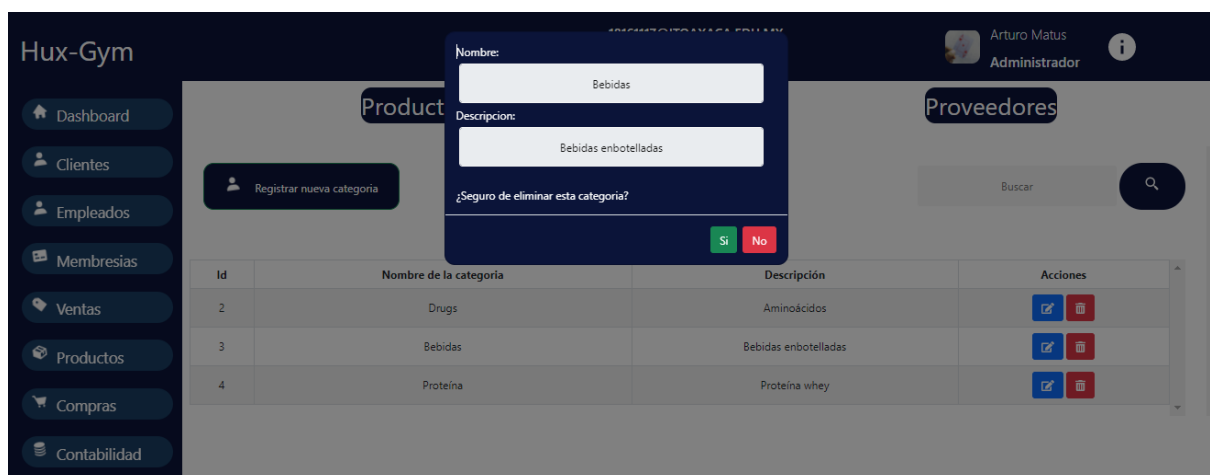 Hux-Gym
Arturo Matus
Administrador
Dashboard
Clientes
Empleados
Membresias
Ventas
Productos
Compras
Contabilidad
Product
Proveedores
Registrar nueva categoria
Buscar
Nombre:
Bebidas
Descripcion:
Bebidas enbotelladas
¿Seguro de eliminar esta categoria?
Si No
Id Nombre de la categoria Descripción Acciones
2 Drugs Aminoácidos
3 Bebidas Bebidas enbotelladas
4 Proteína Proteína whey